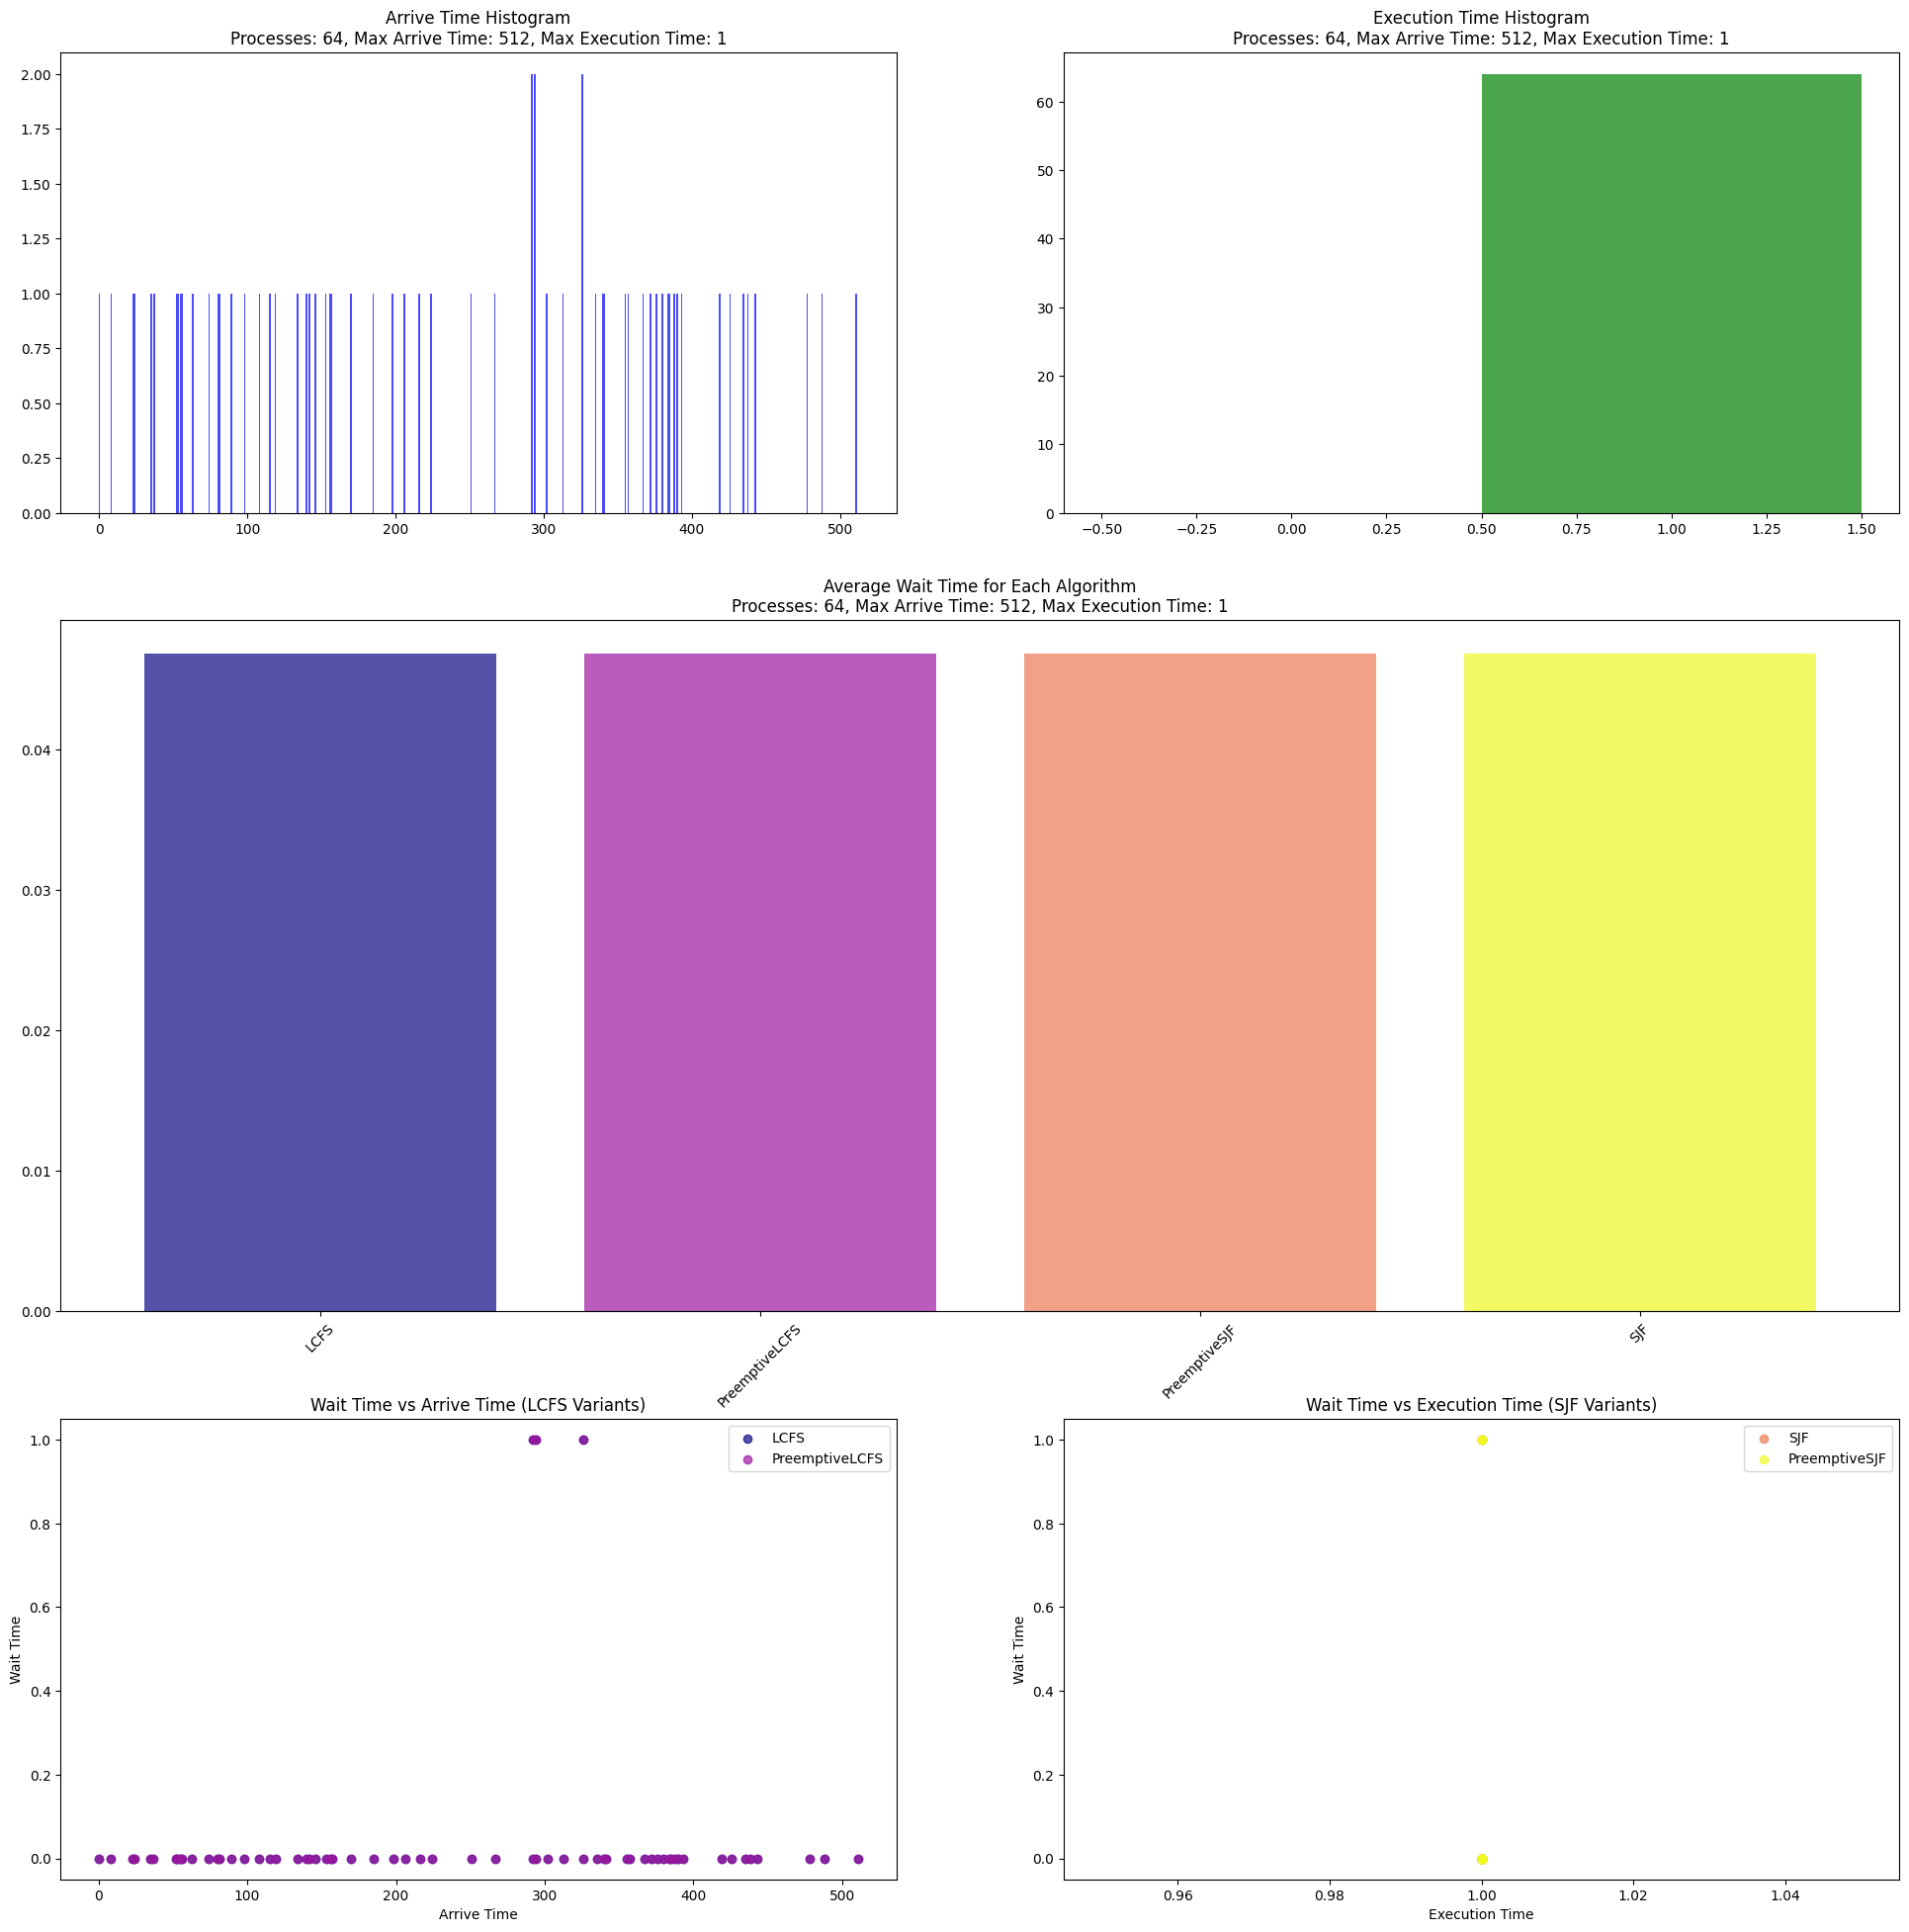 Arrive Time Histogram
Processes: 64, Max Arrive Time: 512, Max Execution Time: 1
2.00
1.75
1.50
1.25
1.00
0.75
0.50
0.25
0.00
0 100 200 300 400 500
Execution Time Histogram
Processes: 64, Max Arrive Time: 512, Max Execution Time: 1
60
50
40
30
20
10
0
−0.50 −0.25 0.00 0.25 0.50 0.75 1.00 1.25 1.50
Average Wait Time for Each Algorithm
Processes: 64, Max Arrive Time: 512, Max Execution Time: 1
0.04
0.03
0.02
0.01
0.00
LCFS
PreemptiveLCFS
PreemptiveSJF
SJF
Wait Time vs Arrive Time (LCFS Variants)
LCFS
PreemptiveLCFS
1.0
0.8
0.6
0.4
0.2
0.0
Wait Time
0 100 200 300 400 500
Arrive Time
Wait Time vs Execution Time (SJF Variants)
SJF
PreemptiveSJF
1.0
0.8
0.6
0.4
0.2
0.0
Wait Time
0.96 0.98 1.00 1.02 1.04
Execution Time